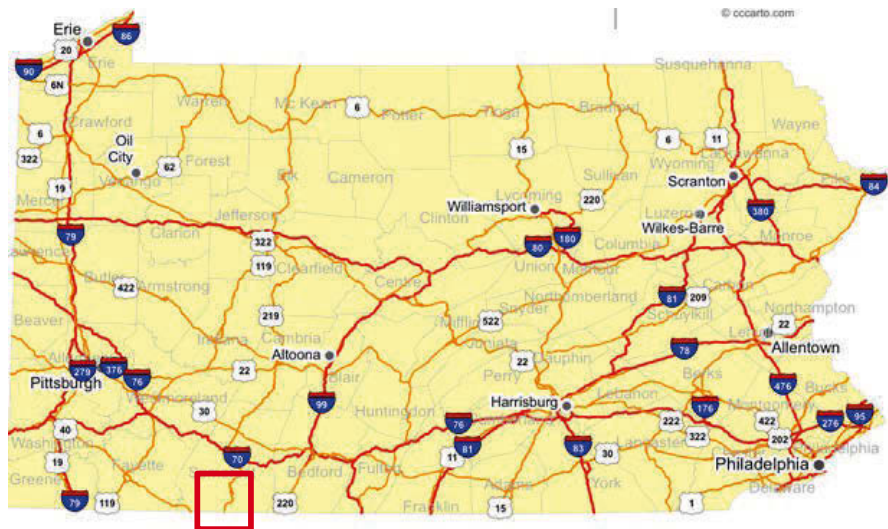 © cccarto.com
Erie
86
20
Erie
90
6N
Susquehanna
Warren
Mc Kean
6
Potter
Tioga
Bradford
Crawford
6
322
Oil
City
62
Forest
15
6
11
Wayne
Wyoming
Lackawanna
19
Venango
Elk
Cameron
Sullivan
Scranton
Pike
84
Mercer
Lycoming
220
Williamsport
380
Jefferson
Clinton
Luzerne
Wilkes-Barre
79
Clarion
322
80
180
Columbia
Monroe
119
Clearfield
Centre
Union
Montour
Butler
422
Armstrong
Carbon
Northumberland
81
209
Northampton
Beaver
219
Snyder
Schuylkill
522
Mifflin
Indiana
Cambria
Juniata
22
Altoona
Allentown
78
279
376
76
22
Blair
22
Dauphin
Perry
Pittsburgh
Berks
476
Westmoreland
99
Harrisburg
Lebanon
Bucks
30
Huntingdon
176
Montgomery
40
76
222
422
276
95
Washington
81
83
Lancaster
322
202
19
Fayette
70
Bedford
Fulton
11
30
Philadelphia
Philadelphia
Greene
Adams
York
Delaware
79
119
220
Franklin
15
1